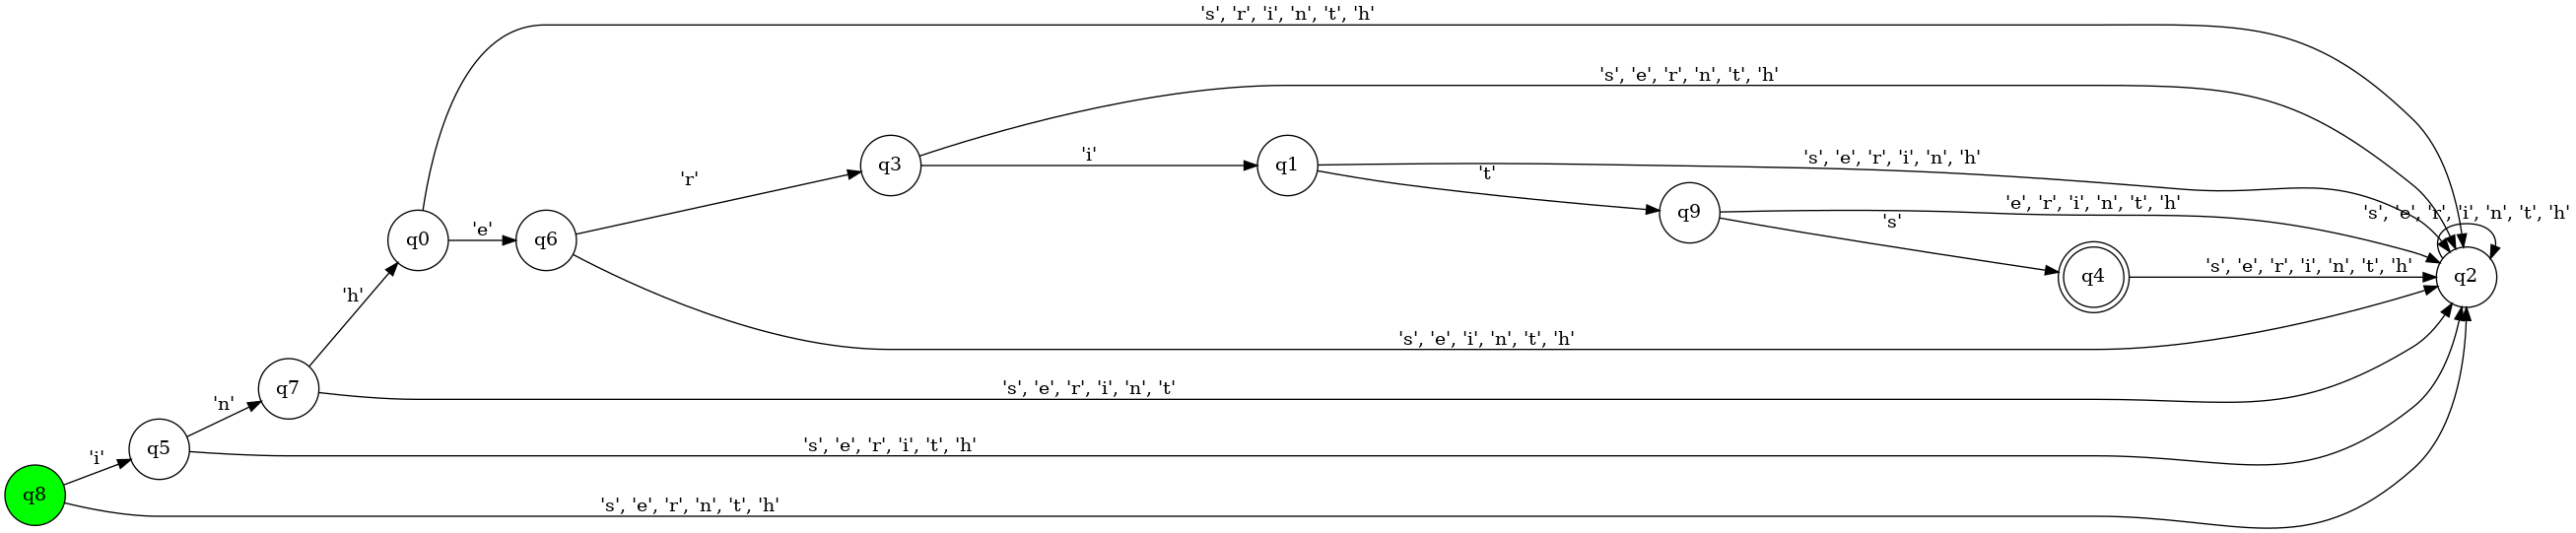 's', 'r', 'i', 'n', 't', 'h'
's', 'e', 'r', 'n', 't', 'h'
q3
'i'
q1
's', 'e', 'r', 'i', 'n', 'h'
'r'
't'
q9
'e', 'r', 'i', 'n', 't', 'h'
's', 'e', 'r', 'i', 'n', 't', 'h'
's'
q0
'e'
q6
q4
's', 'e', 'r', 'i', 'n', 't', 'h'
q2
'h'
's', 'e', 'i', 'n', 't', 'h'
q7
's', 'e', 'r', 'i', 'n', 't'
'n'
q5
's', 'e', 'r', 'i', 't', 'h'
'i'
q8
's', 'e', 'r', 'n', 't', 'h'